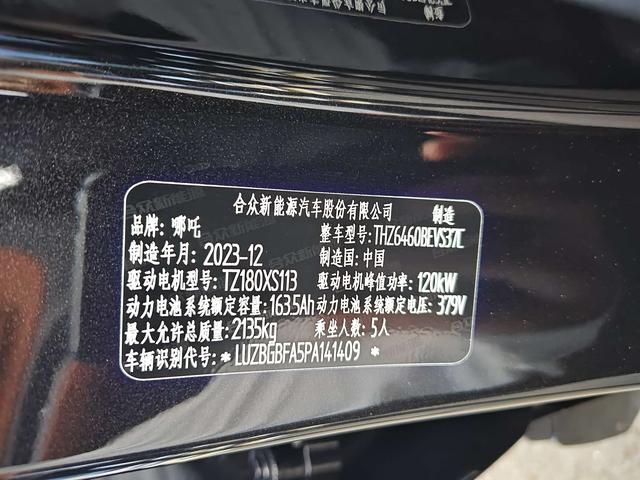 合众新能源汽车股份有限公司 制造
品牌: 哪吒 整车型号: THZ6460BEVS37C
制造年月: 2023-12 制造国: 中国
驱动电机型号: TZ180XS113 驱动电机峰值功率: 120kW
动力电池系统额定容量: 163.5Ah 动力电池系统额定电压: 379V
最大允许总质量: 2135kg 乘坐人数: 5人
车辆识别代号: * LUZBGBFA5PA141409 *